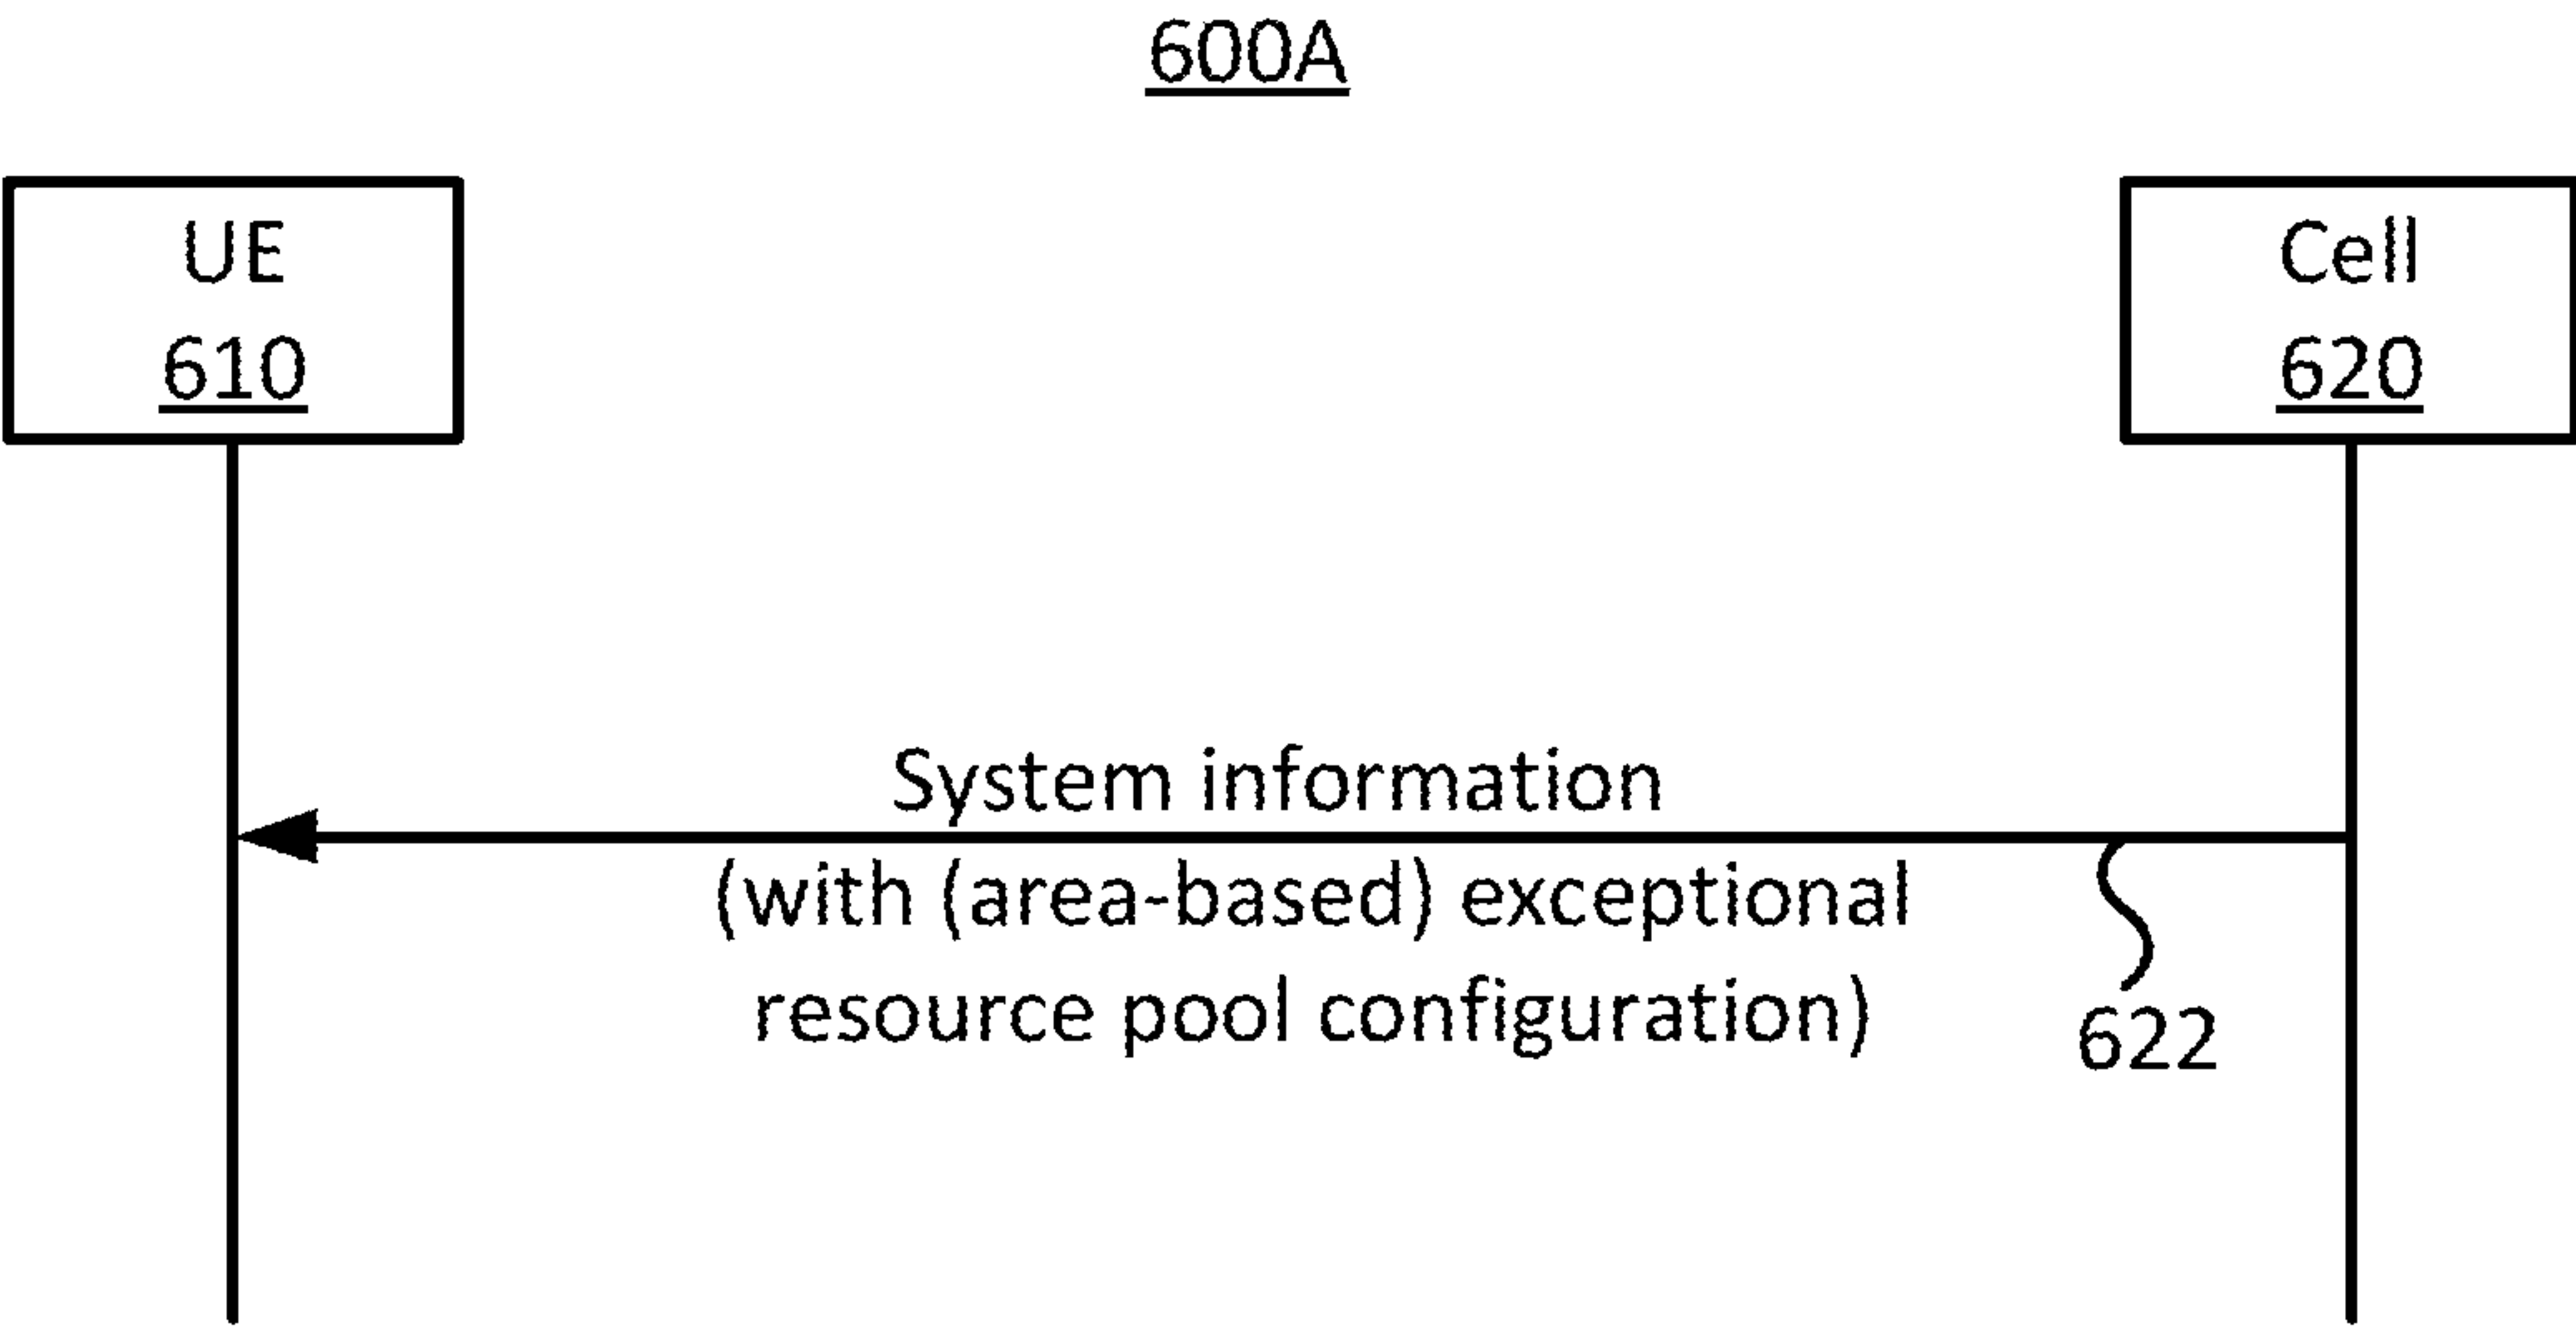 600A
UE
610
Cell
620
System information
(with (area-based) exceptional
resource pool configuration)
622